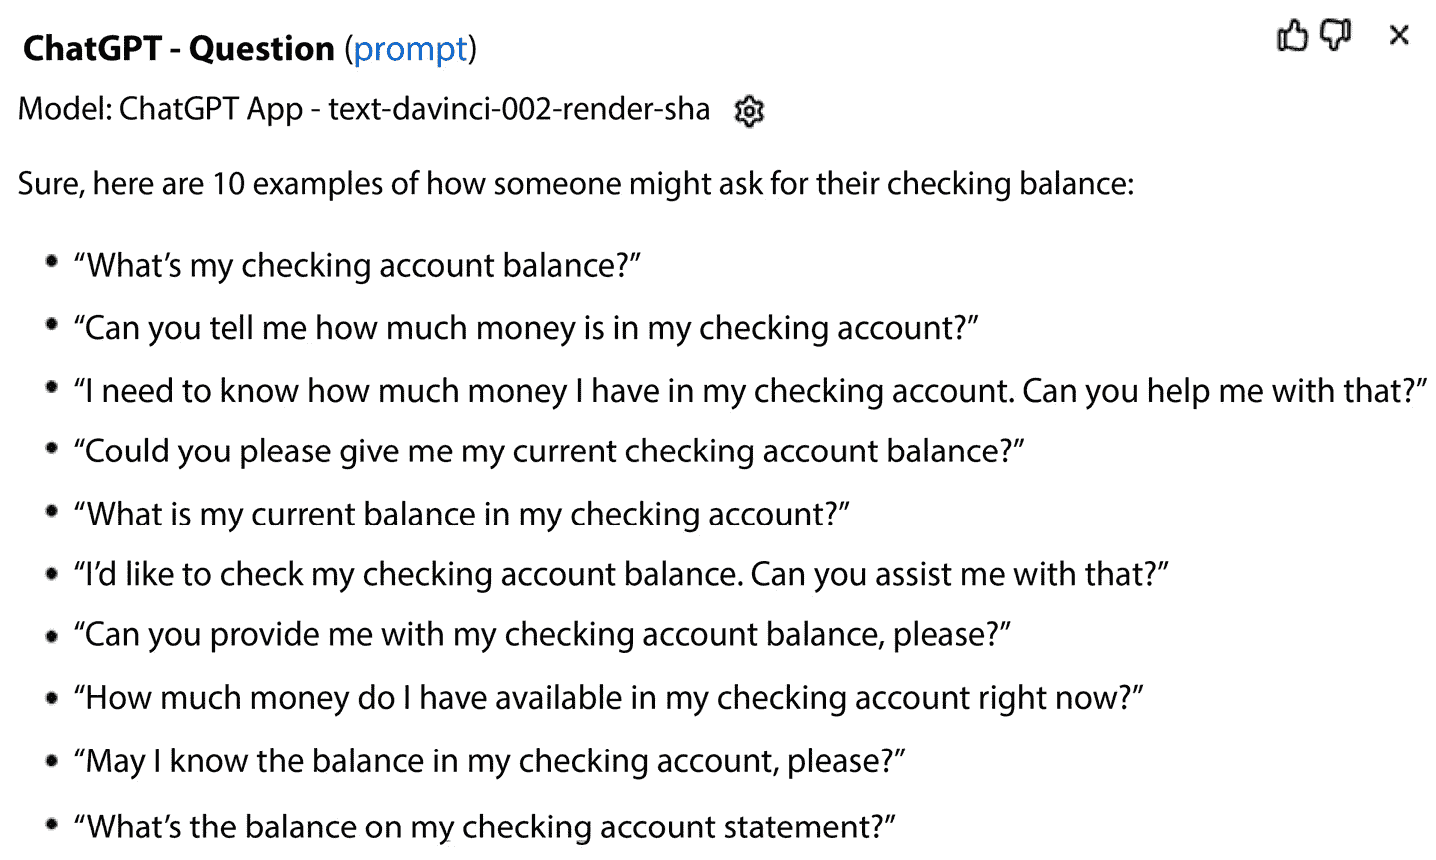 ChatGPT - Question (prompt)
Model: ChatGPT App - text-davinci-002-render-sha
Sure, here are 10 examples of how someone might ask for their checking balance:
• “What’s my checking account balance?”
• “Can you tell me how much money is in my checking account?”
• “I need to know how much money I have in my checking account. Can you help me with that?”
• “Could you please give me my current checking account balance?”
• “What is my current balance in my checking account?”
• “I’d like to check my checking account balance. Can you assist me with that?”
• “Can you provide me with my checking account balance, please?”
• “How much money do I have available in my checking account right now?”
• “May I know the balance in my checking account, please?”
• “What’s the balance on my checking account statement?”